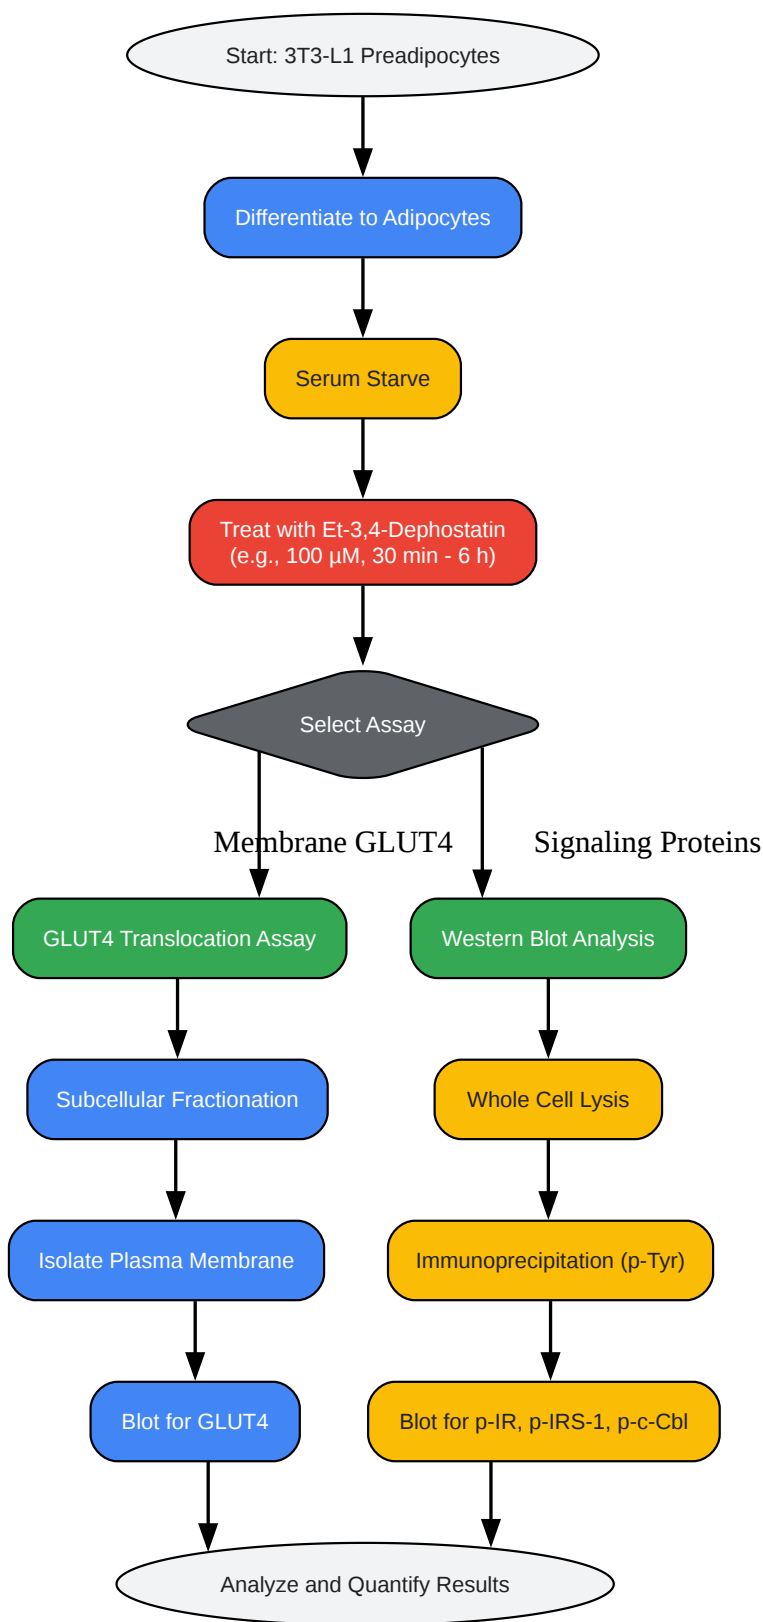 Start: 3T3-L1 Preadipocytes
Differentiate to Adipocytes
Serum Starve
Treat with Et-3,4-Dephostatin
(e.g., 100 µM, 30 min - 6 h)
Select Assay
Membrane GLUT4
Signaling Proteins
GLUT4 Translocation Assay
Western Blot Analysis
Subcellular Fractionation
Whole Cell Lysis
Isolate Plasma Membrane
Immunoprecipitation (p-Tyr)
Blot for GLUT4
Blot for p-IR, p-IRS-1, p-c-Cbl
Analyze and Quantify Results